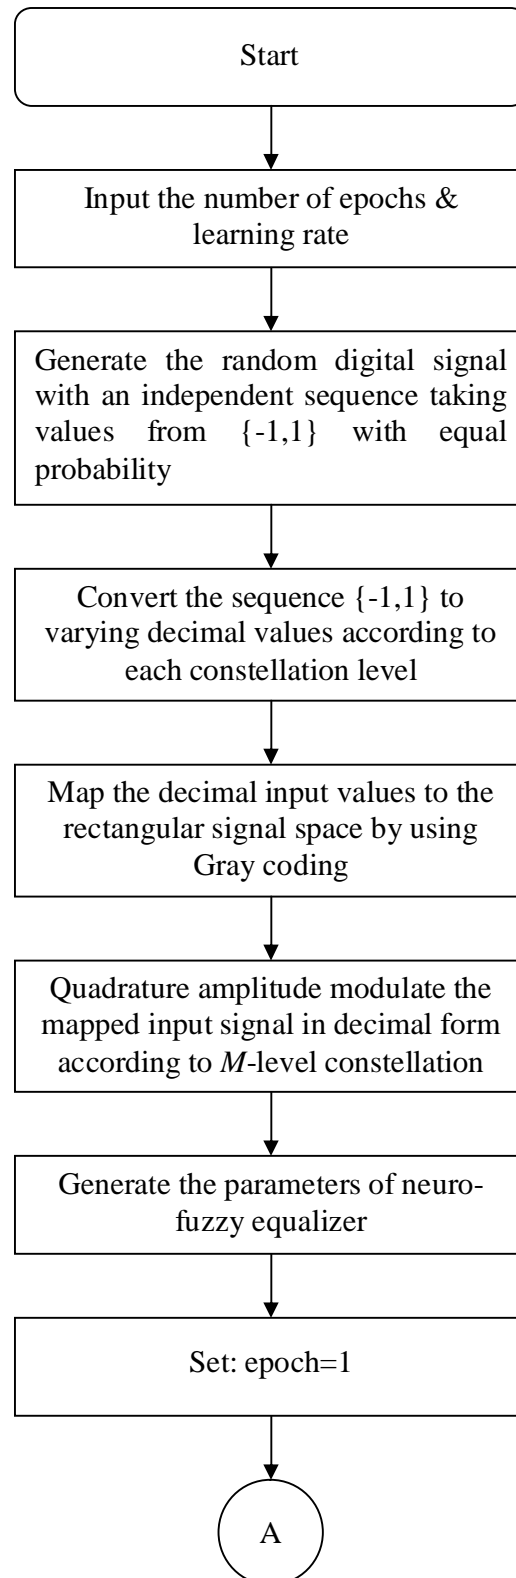 Start
Input the number of epochs &
learning rate
Generate the random digital signal
with an independent sequence taking
values from {-1,1} with equal
probability
Convert the sequence {-1,1} to
varying decimal values according to
each constellation level
Map the decimal input values to the
rectangular signal space by using
Gray coding
Quadrature amplitude modulate the
mapped input signal in decimal form
according to M-level constellation
Generate the parameters of neuro-
fuzzy equalizer
Set: epoch=1
A